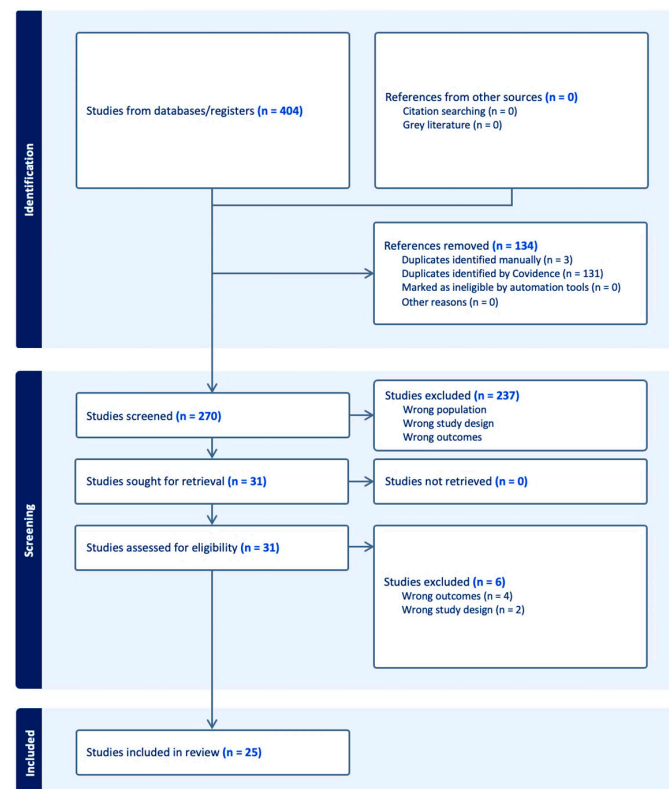 Identification
Studies from databases/registers (n = 404)
References from other sources (n = 0)
Citation searching (n = 0)
Grey literature (n = 0)
References removed (n = 134)
Duplicates identified manually (n = 3)
Duplicates identified by Covidence (n = 131)
Marked as ineligible by automation tools (n = 0)
Other reasons (n = 0)
Screening
Studies screened (n = 270)
Studies excluded (n = 237)
Wrong population
Wrong study design
Wrong outcomes
Studies sought for retrieval (n = 31)
Studies not retrieved (n = 0)
Studies assessed for eligibility (n = 31)
Studies excluded (n = 6)
Wrong outcomes (n = 4)
Wrong study design (n = 2)
Included
Studies included in review (n = 25)